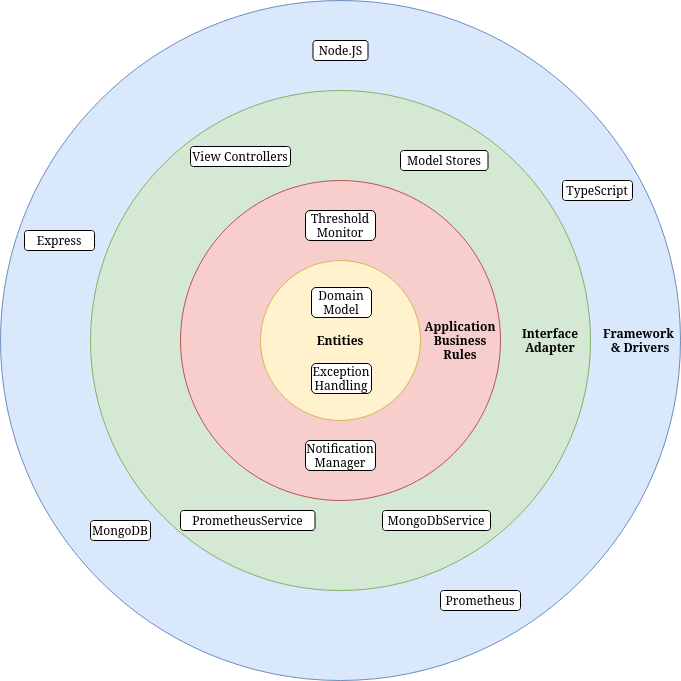 Node.JS
View Controllers
Model Stores
TypeScript
Express
Threshold
Monitor
Domain
Model
Entities
Application
Business
Rules
Interface
Adapter
Framework
& Drivers
Exception
Handling
Notification
Manager
PrometheusService
MongoDbService
MongoDB
Prometheus